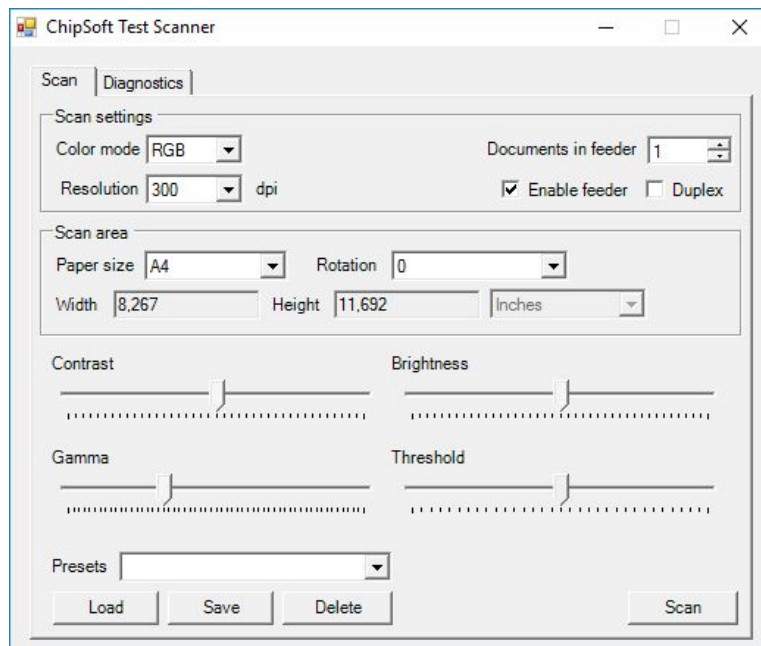 ChipSoft Test Scanner
Scan Diagnostics
Scan settings
Color mode RGB Documents in feeder 1
Resolution 300 dpi Enable feeder Duplex
Scan area
Paper size A4 Rotation 0
Width 8,267 Height 11,692 Inches
Contrast Brightness
Gamma Threshold
Presets
Load Save Delete Scan